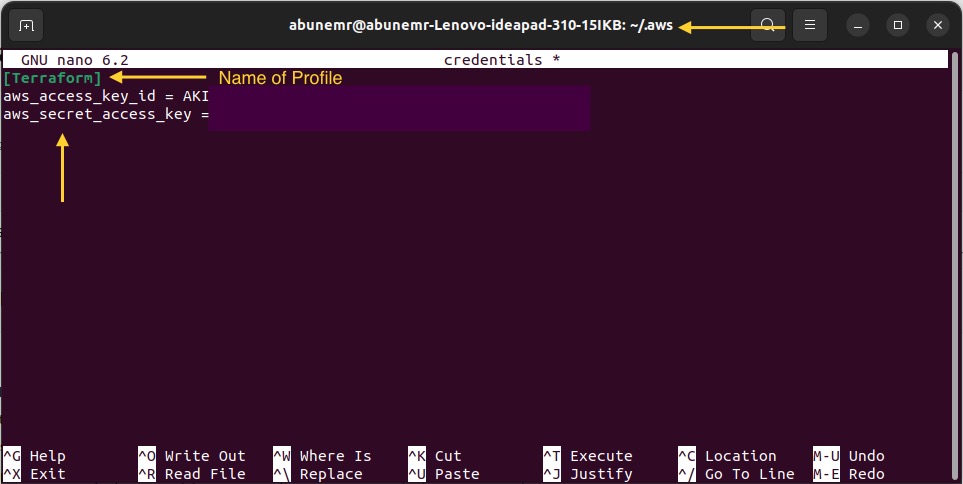 abunemr@abunemr-Lenovo-ideapad-310-15IKB: ~/.aws
GNU nano 6.2 credentials *
[Terraform] Name of Profile
aws_access_key_id = AKI
aws_secret_access_key =
^G Help ^O Write Out ^W Where Is ^K Cut ^T Execute ^C Location M-U Undo
^X Exit ^R Read File ^\ Replace ^U Paste ^J Justify ^/ Go To Line M-E Redo